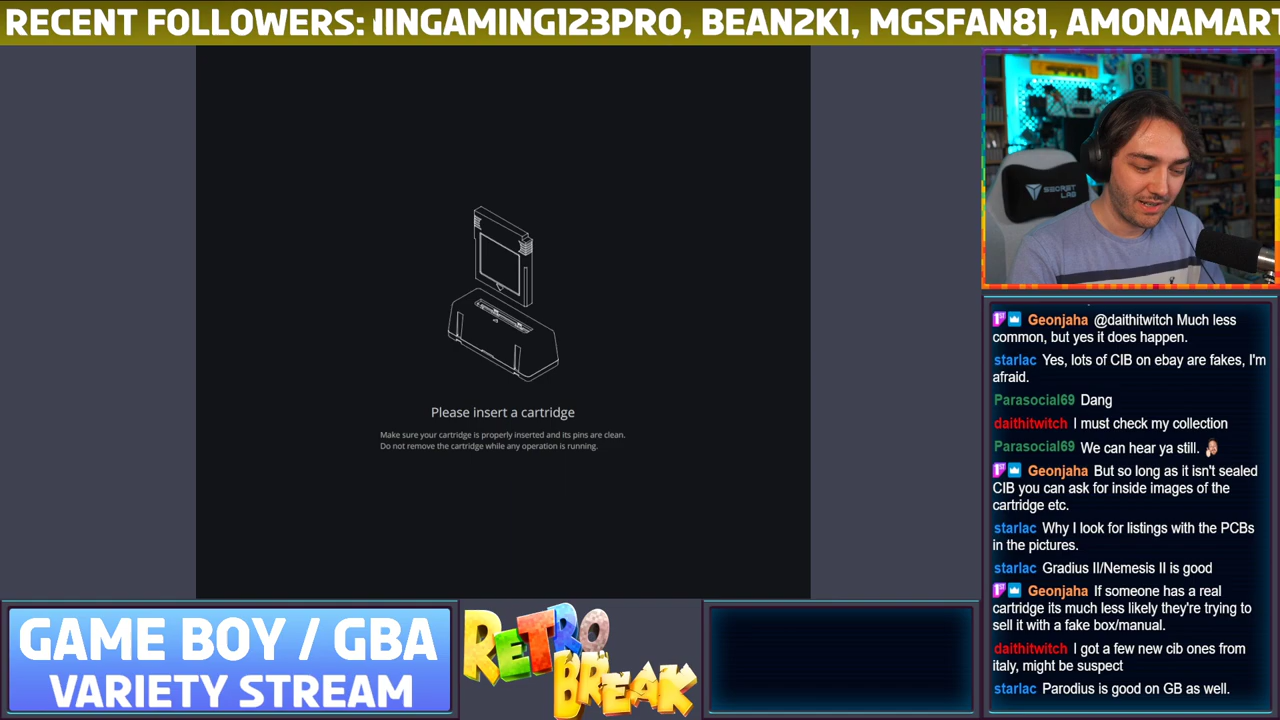 RECENT FOLLOWERS: IINGAMING123PRO, BEAN2K1, MGSFAN81, AMONAMART
SECRET
LAB
Please insert a cartridge
Make sure your cartridge is properly inserted and its pins are clean.
Do not remove the cartridge while any operation is running.
Geonjaha @daithitwitch Much less
common, but yes it does happen.
starlac Yes, lots of CIB on ebay are fakes, I'm
afraid.
Parasocial69 Dang
daithitwitch I must check my collection
Parasocial69 We can hear ya still.
Geonjaha But so long as it isn't sealed
CIB you can ask for inside images of the
cartridge etc.
starlac Why I look for listings with the PCBs
in the pictures.
starlac Gradius II/Nemesis II is good
Geonjaha If someone has a real
cartridge its much less likely they're trying to
sell it with a fake box/manual.
daithitwitch I got a few new cib ones from
italy, might be suspect
starlac Parodius is good on GB as well.
GAME BOY / GBA
VARIETY STREAM
RETRO
BREAK